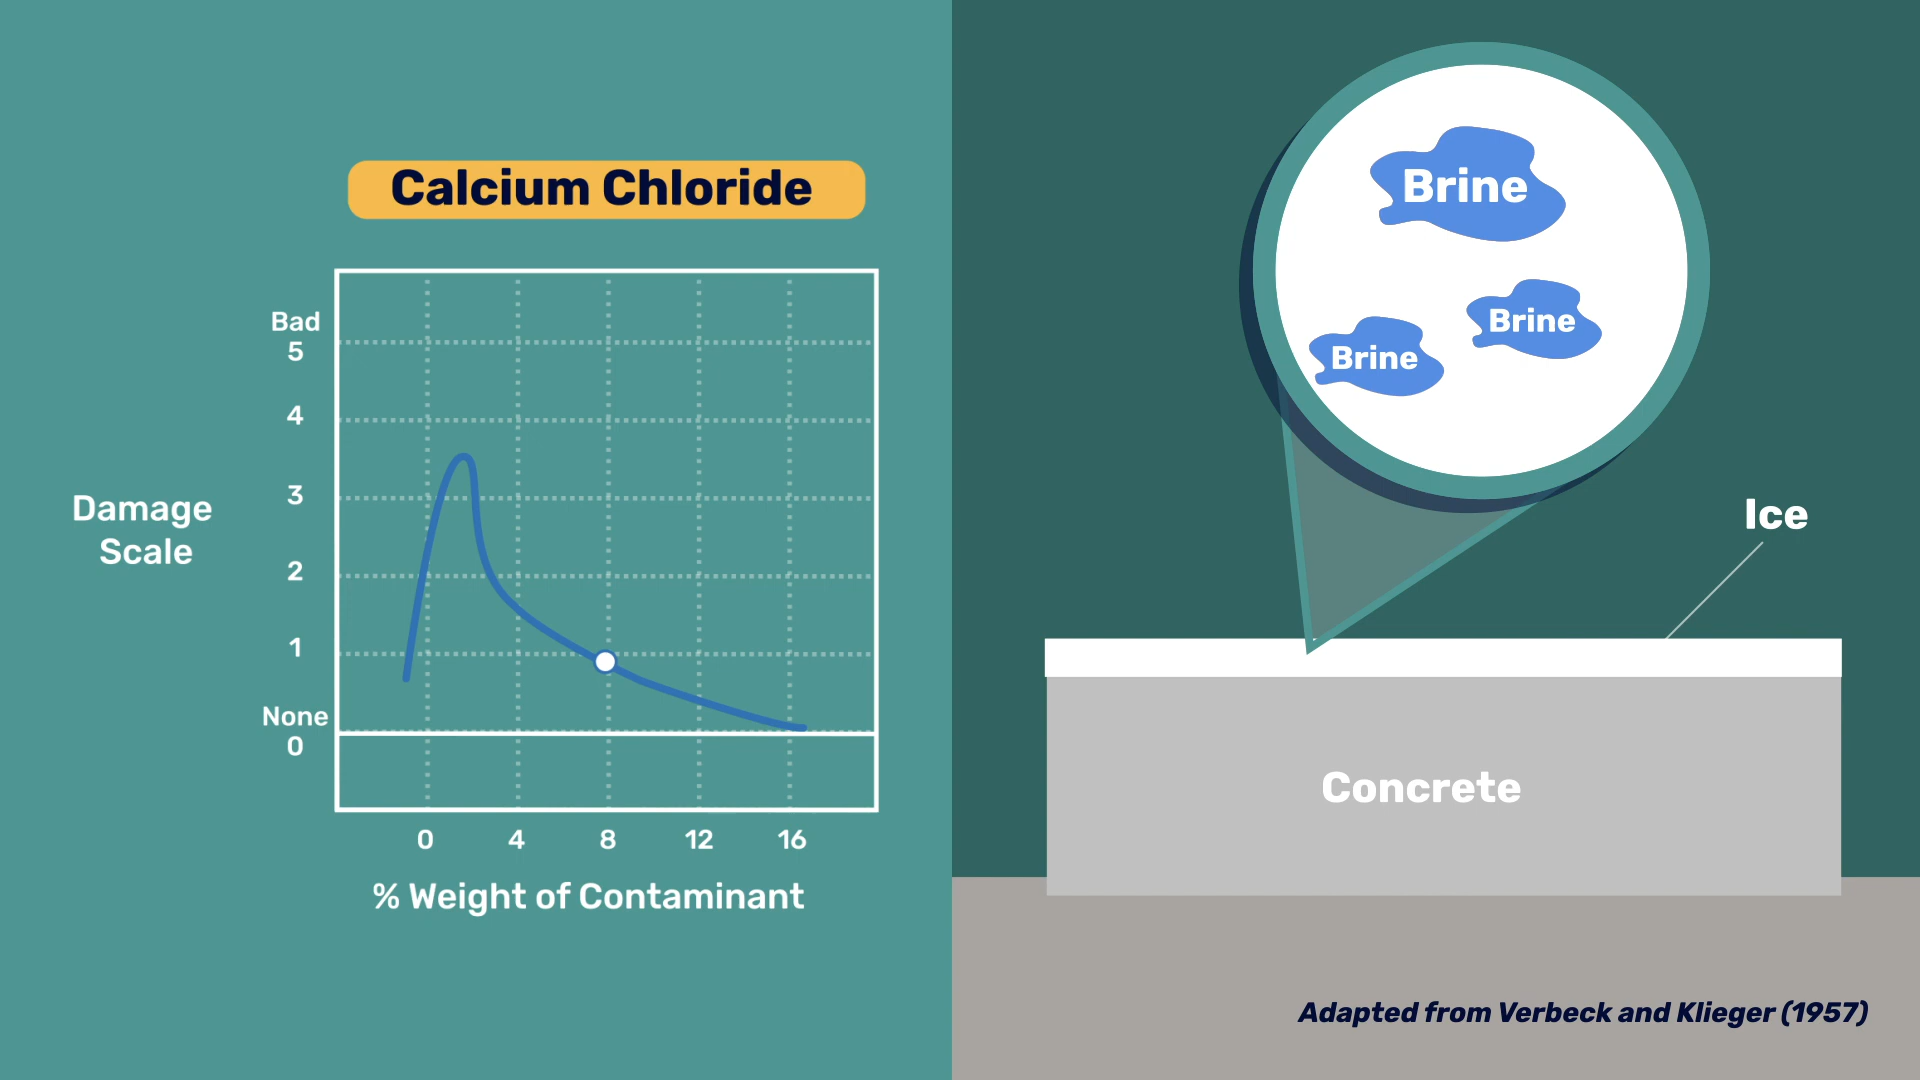 Calcium Chloride
Bad
5
4
3
2
1
None
0
Damage
Scale
0 4 8 12 16
% Weight of Contaminant
Brine
Brine
Brine
Ice
Concrete
Adapted from Verbeck and Klieger (1957)